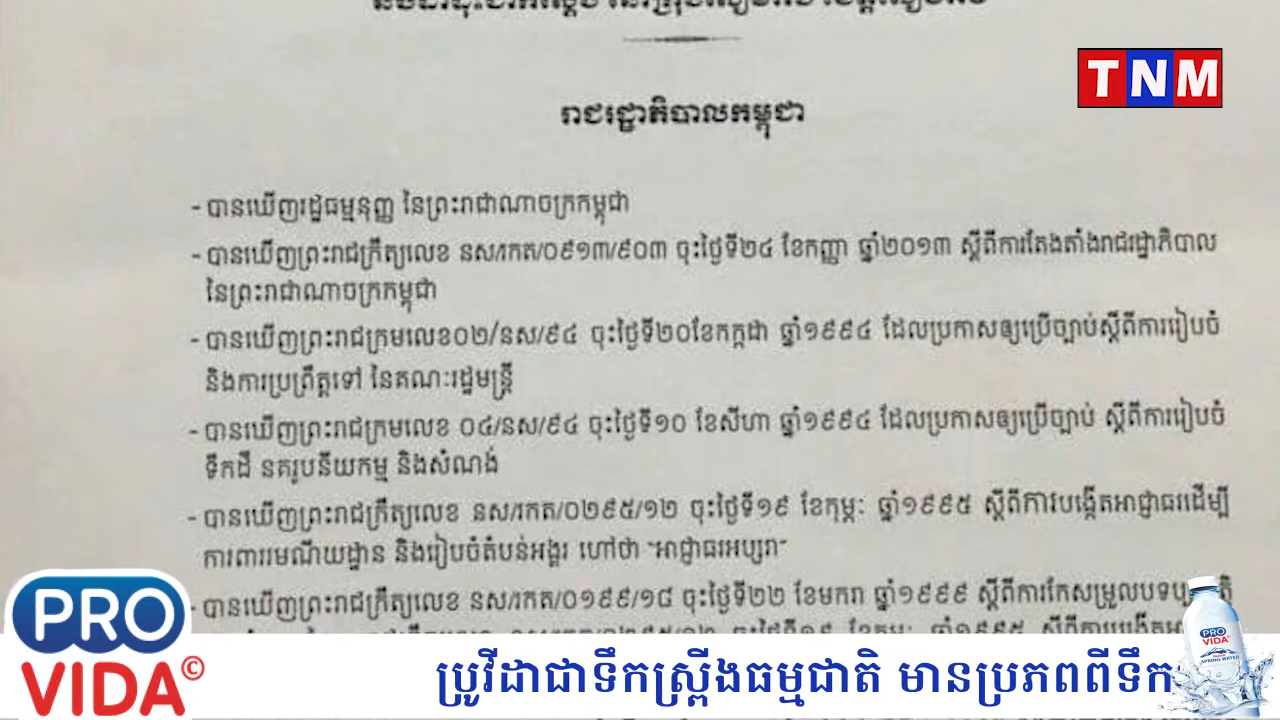 TNM
រាជរដ្ឋាភិបាលកម្ពុជា
- បានឃើញរដ្ឋធម្មនុញ្ញ នៃព្រះរាជាណាចក្រកម្ពុជា
- បានឃើញព្រះរាជក្រឹត្យលេខ នស/រកត/០៩១៣/៩០៣ ចុះថ្ងៃទី២៤ ខែកញ្ញា ឆ្នាំ២០១៣ ស្តីពីការតែងតាំងរាជរដ្ឋាភិបាល
នៃព្រះរាជាណាចក្រកម្ពុជា
- បានឃើញព្រះរាជក្រមលេខ០២/នស/៩៤ ចុះថ្ងៃទី២០ខែកក្កដា ឆ្នាំ១៩៩៤ ដែលប្រកាសឲ្យប្រើច្បាប់ស្តីពីការរៀបចំ
និងការប្រព្រឹត្តទៅ នៃគណៈរដ្ឋមន្ត្រី
- បានឃើញព្រះរាជក្រមលេខ ០៤/នស/៩៤ ចុះថ្ងៃទី១០ ខែសីហា ឆ្នាំ១៩៩៤ ដែលប្រកាសឲ្យប្រើច្បាប់ ស្តីពីការរៀបចំ
ទឹកដី នគរូបនីយកម្ម និងសំណង់
- បានឃើញព្រះរាជក្រឹត្យលេខ នស/រកត/០២៩៥/១២ ចុះថ្ងៃទី១៩ ខែកុម្ភៈ ឆ្នាំ១៩៩៥ ស្តីពីការបង្កើតអាជ្ញាធរដើម្បី
ការពាររមណីយដ្ឋាន និងរៀបចំតំបន់អង្គរ ហៅថា "អាជ្ញាធរអប្សរា"
- បានឃើញព្រះរាជក្រឹត្យលេខ នស/រកត/០១៩៩/១៨ ចុះថ្ងៃទី២២ ខែមករា ឆ្នាំ១៩៩៩ ស្តីពីការកែសម្រួលបទប្បញ្ញត្តិ
PRO
VIDA©
ប្រូវីដាជាទឹកស្ព្រីងធម្មជាតិ មានប្រភពពីទឹក
PRO
VIDA
SPRING WATER